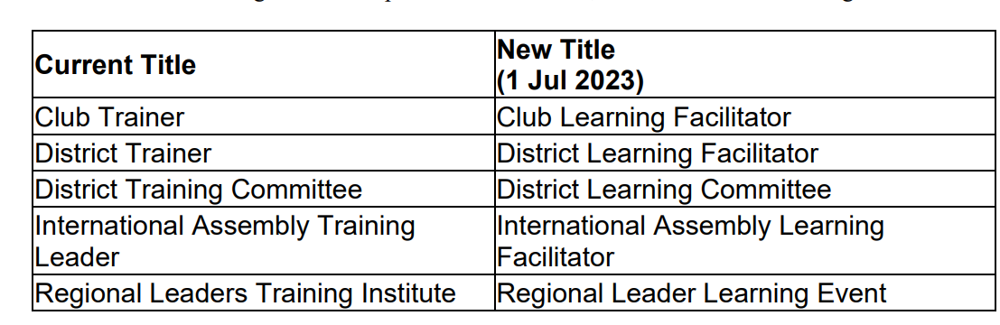 Current Title
New Title
(1 Jul 2023)
Club Trainer
Club Learning Facilitator
District Trainer
District Learning Facilitator
District Training Committee
District Learning Committee
International Assembly Training
Leader
International Assembly Learning
Facilitator
Regional Leaders Training Institute
Regional Leader Learning Event